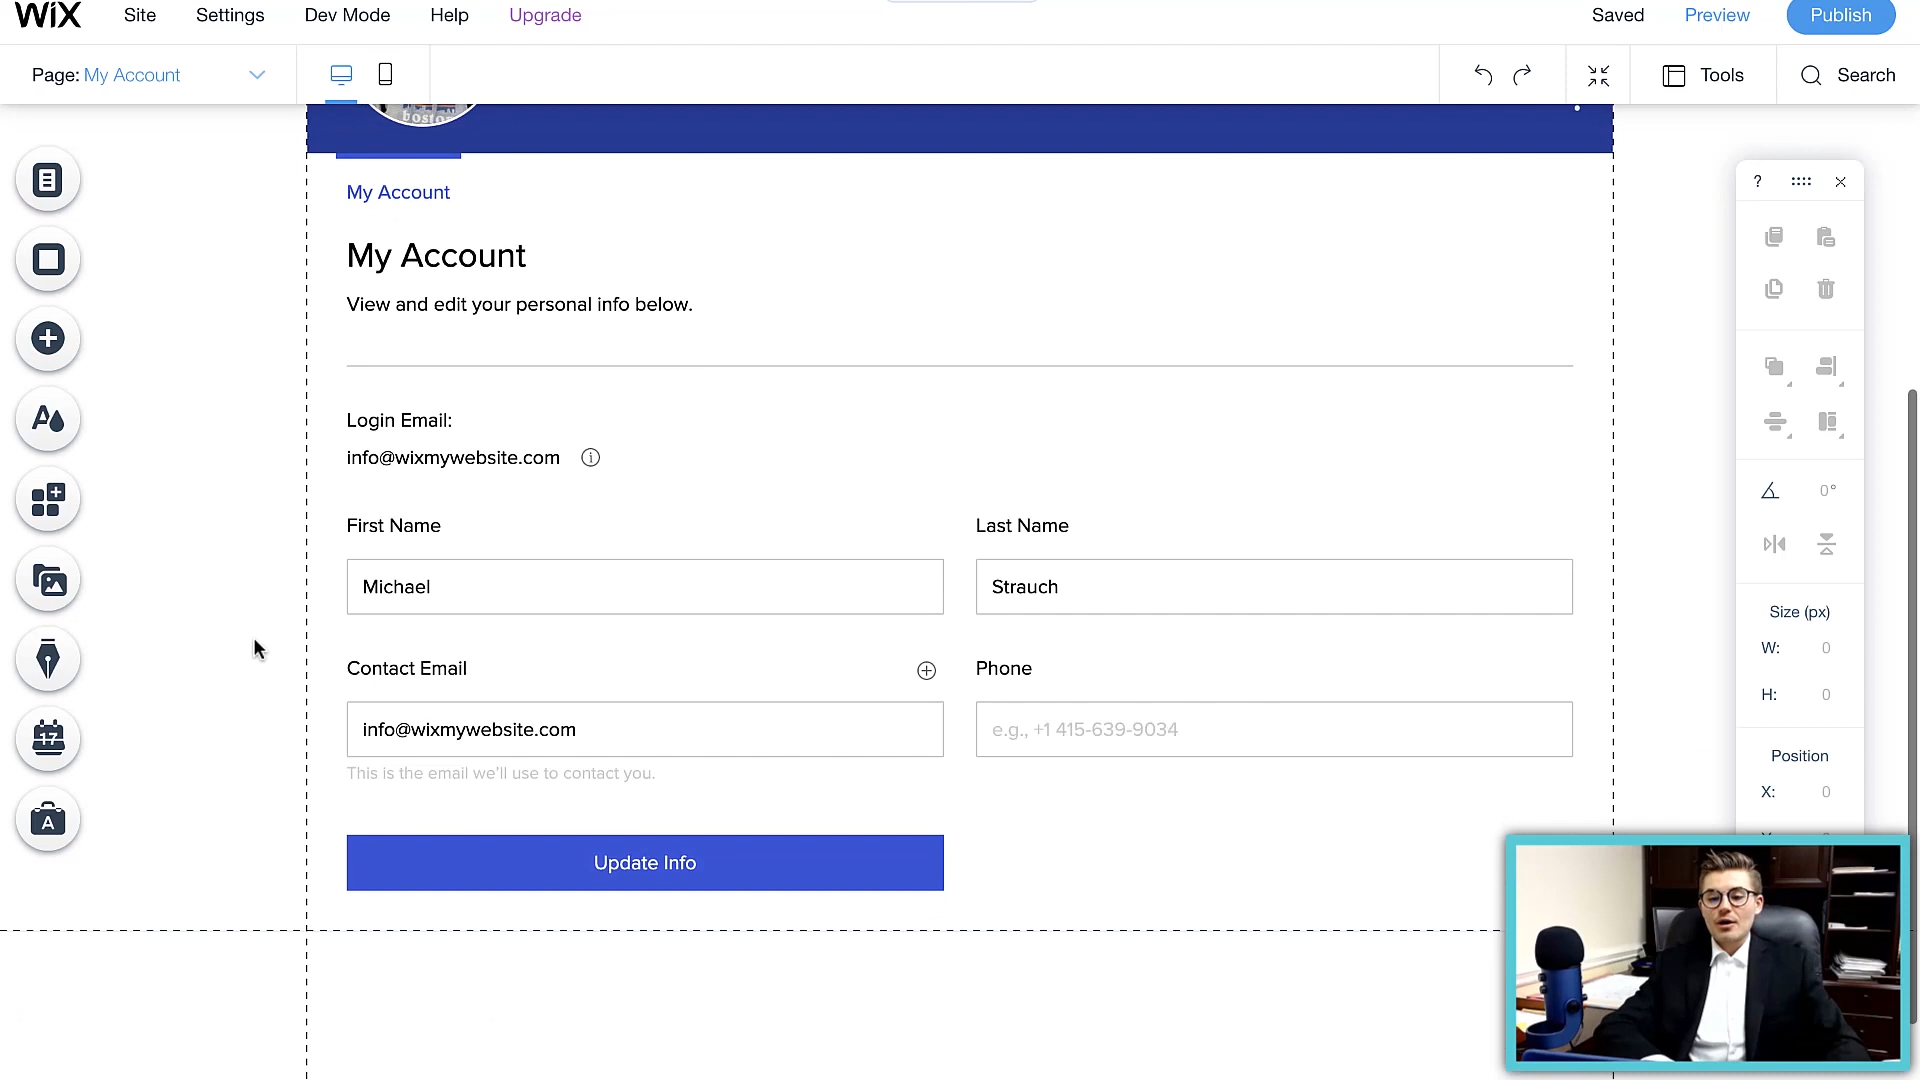 WiX Site Settings Dev Mode Help Upgrade Saved Preview Publish
Page: My Account Tools Search
boston
My Account
My Account
View and edit your personal info below.
Login Email:
info@wixmywebsite.com
First Name Last Name
Michael Strauch
Contact Email Phone
info@wixmywebsite.com e.g., +1 415-639-9034
This is the email we'll use to contact you.
Update Info
?
0°
Size (px)
W: 0
H: 0
Position
X: 0
17
A